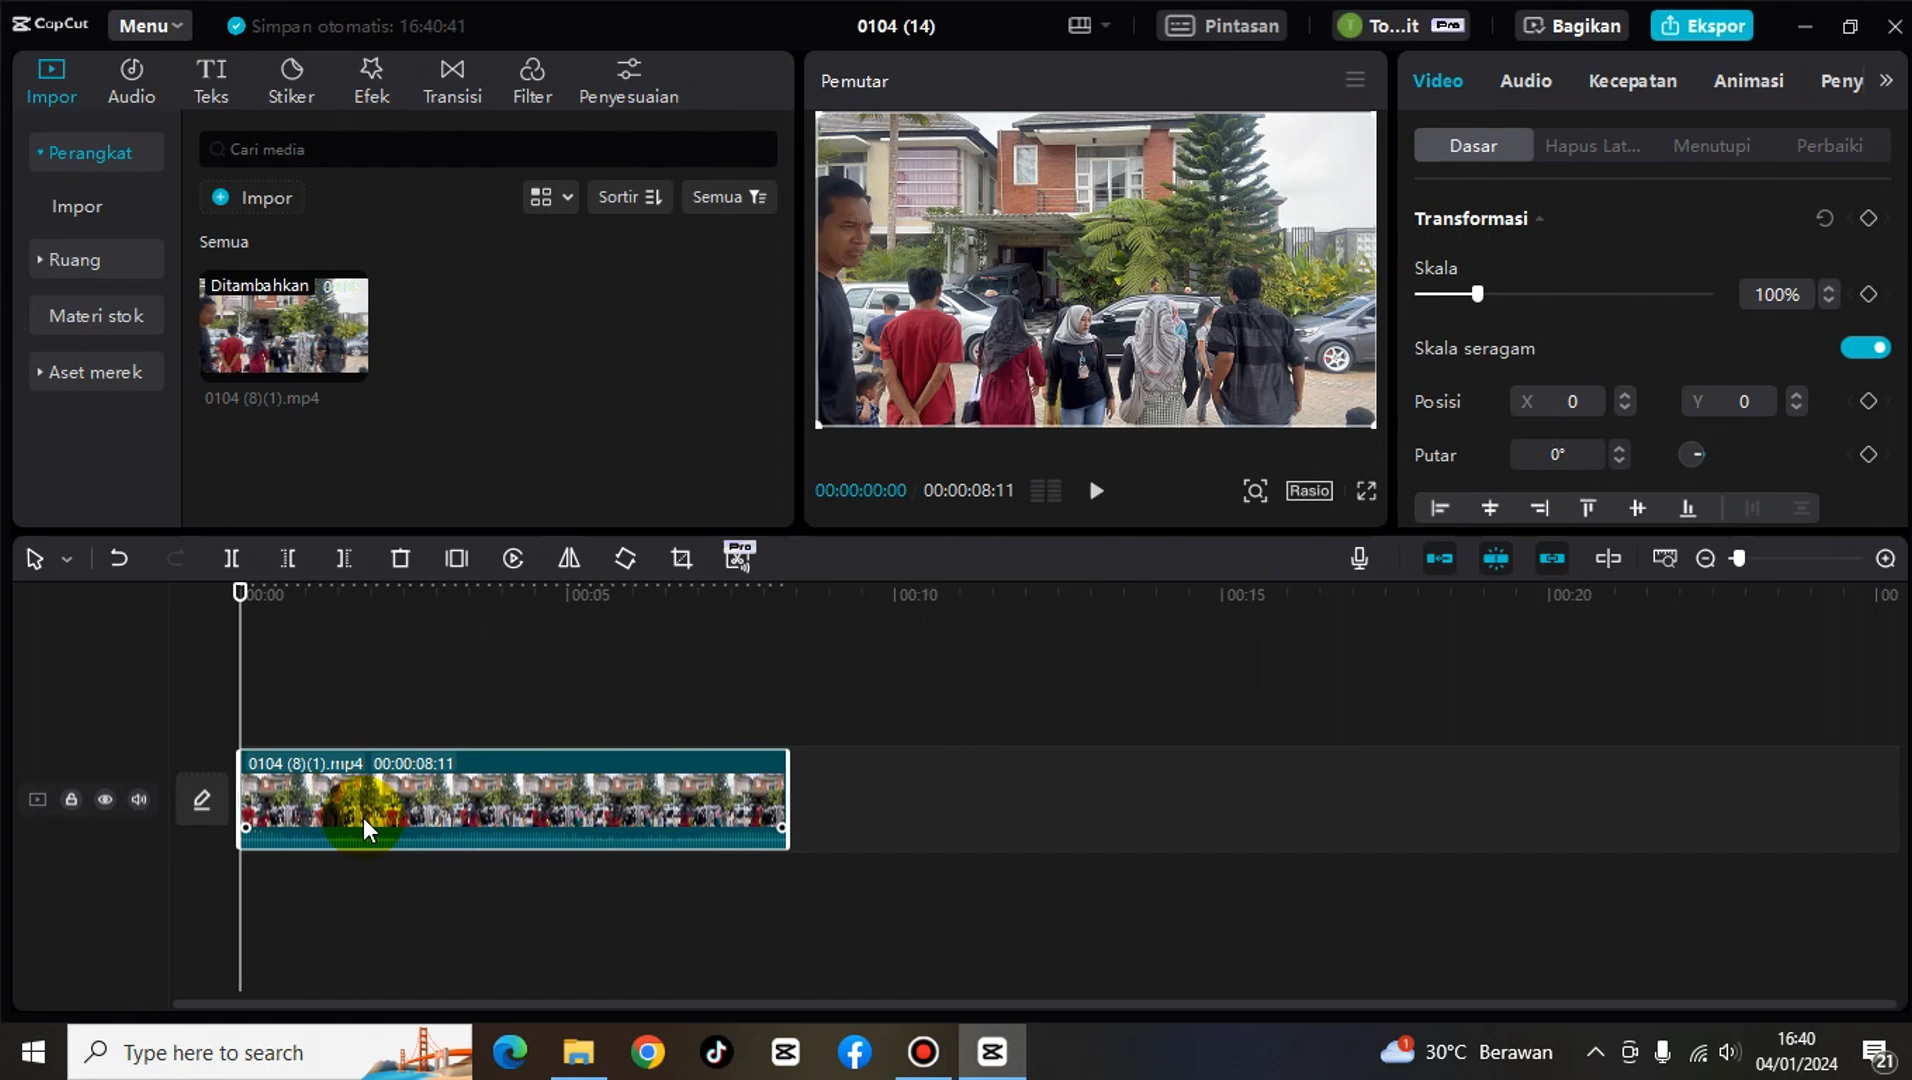 CapCut
Menu
Simpan otomatis: 16:40:41
0104 (14)
Pintasan
To...it
Pro
Bagikan
Ekspor
Impor
Audio
TI
Teks
Stiker
Efek
Transisi
Filter
Penyesuaian
Perangkat
Impor
Ruang
Materi stok
Aset merek
Cari media
Impor
Sortir
Semua
Semua
Ditambahkan
0104 (8)(1).mp4
Pemutar
00:00:00:00
00:00:08:11
Rasio
Video
Audio
Kecepatan
Animasi
Peny
Dasar
Hapus Lat...
Menutupi
Perbaiki
Transformasi
Skala
100%
Skala seragam
Posisi
X 0
Y 0
Putar
0°
Pro
00:00
00:05
00:10
00:15
00:20
00
0104 (8)(1).mp4 00:00:08:11
Type here to search
1
30°C Berawan
16:40
04/01/2024
21